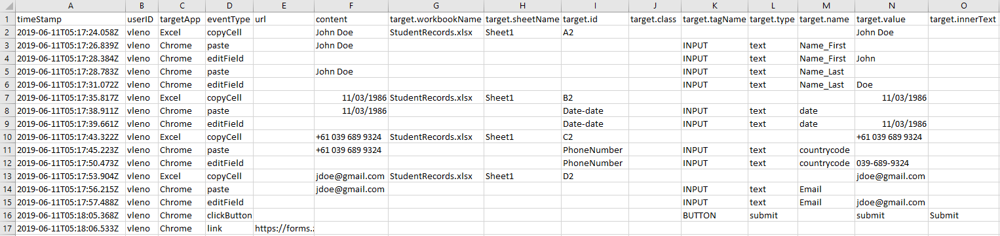 A B C D E F G H I J K L M N O
1 timeStamp userID targetApp eventType url content target.workbookName target.sheetName target.id target.class target.tagName target.type target.name target.value target.innerText
2 2019-06-11T05:17:24.058Z vleno Excel copyCell John Doe StudentRecords.xlsx Sheet1 A2 John Doe
3 2019-06-11T05:17:26.839Z vleno Chrome paste John Doe INPUT text Name_First
4 2019-06-11T05:17:28.384Z vleno Chrome editField INPUT text Name_First John
5 2019-06-11T05:17:28.783Z vleno Chrome paste John Doe INPUT text Name_Last
6 2019-06-11T05:17:31.072Z vleno Chrome editField INPUT text Name_Last Doe
7 2019-06-11T05:17:35.817Z vleno Excel copyCell 11/03/1986 StudentRecords.xlsx Sheet1 B2 11/03/1986
8 2019-06-11T05:17:38.911Z vleno Chrome paste 11/03/1986 Date-date INPUT text date
9 2019-06-11T05:17:39.661Z vleno Chrome editField Date-date INPUT text date 11/03/1986
10 2019-06-11T05:17:43.322Z vleno Excel copyCell +61 039 689 9324 StudentRecords.xlsx Sheet1 C2 +61 039 689 9324
11 2019-06-11T05:17:45.223Z vleno Chrome paste +61 039 689 9324 PhoneNumber INPUT text countrycode
12 2019-06-11T05:17:50.473Z vleno Chrome editField PhoneNumber INPUT text countrycode 039-689-9324
13 2019-06-11T05:17:53.904Z vleno Excel copyCell jdoe@gmail.com StudentRecords.xlsx Sheet1 D2 jdoe@gmail.com
14 2019-06-11T05:17:56.215Z vleno Chrome paste jdoe@gmail.com INPUT text Email
15 2019-06-11T05:17:57.488Z vleno Chrome editField INPUT text Email jdoe@gmail.com
16 2019-06-11T05:18:05.368Z vleno Chrome clickButton BUTTON submit submit Submit
17 2019-06-11T05:18:06.533Z vleno Chrome link https://forms.